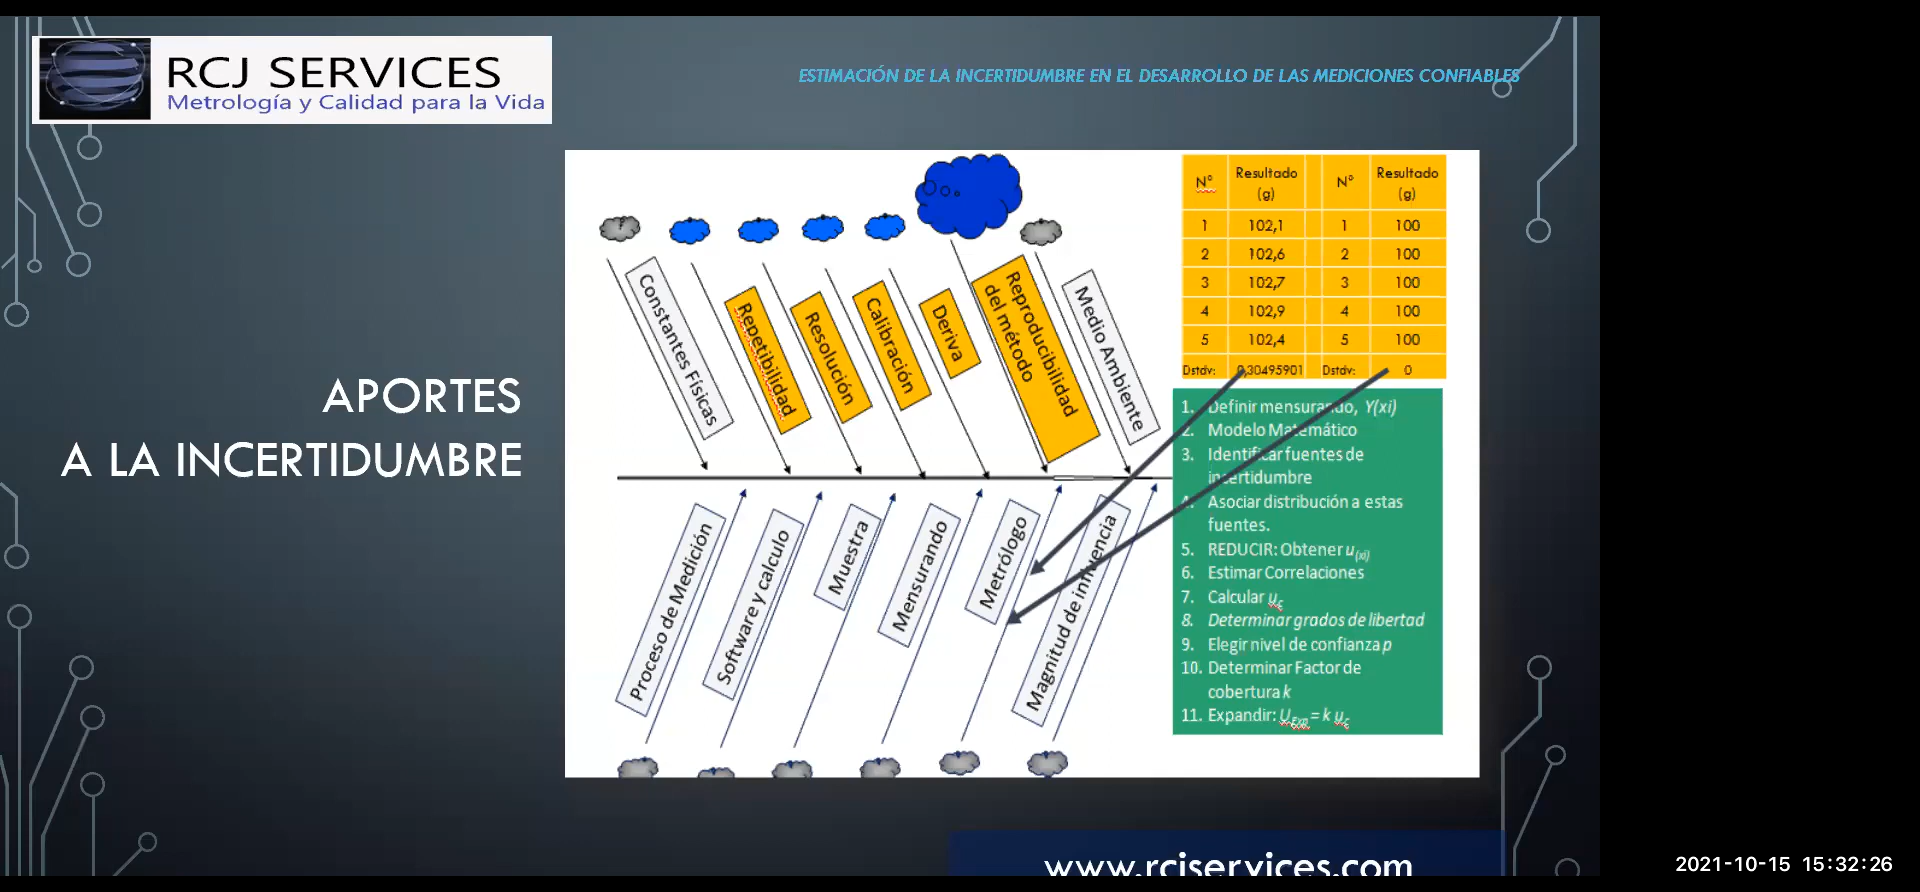 RCJ SERVICES
Metrología y Calidad para la Vida
ESTIMACIÓN DE LA INCERTIDUMBRE EN EL DESARROLLO DE LAS MEDICIONES CONFIABLES
APORTES
A LA INCERTIDUMBRE
Constantes Físicas
Repetibilidad
Resolución
Calibración
Deriva
Reproducibilidad
del método
Medio Ambiente
Proceso de Medición
Software y calculo
Muestra
Mensurando
Metrólogo
Magnitud de influencia
N° Resultado (g) N° Resultado (g)
1 102,1 1 100
2 102,6 2 100
3 102,7 3 100
4 102,9 4 100
5 102,4 5 100
Dstdv: 0,30495901 Dstdv: 0
1. Definir mensurando, Y(xi)
2. Modelo Matemático
3. Identificar fuentes de
incertidumbre
4. Asociar distribución a estas
fuentes.
5. REDUCIR: Obtener u(xi)
6. Estimar Correlaciones
7. Calcular uc
8. Determinar grados de libertad
9. Elegir nivel de confianza p
10. Determinar Factor de
cobertura k
11. Expandir: UExp = k uc
www.rcjservices.com
2021-10-15 15:32:26